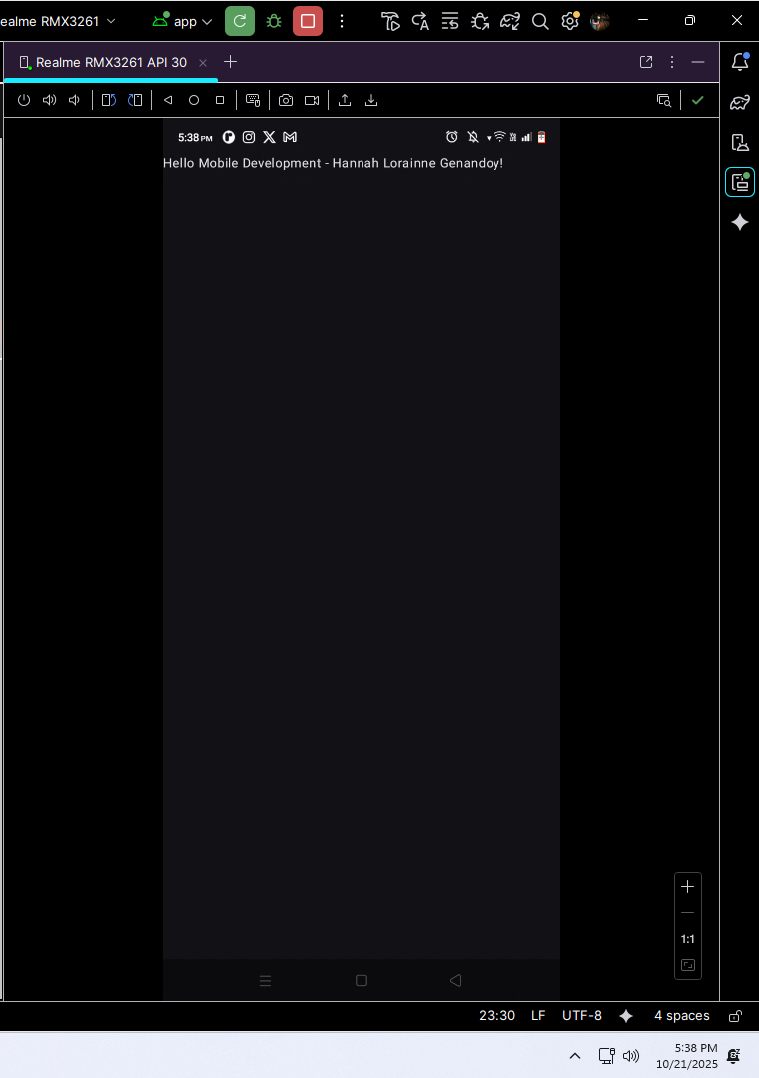 ealme RMX3261
app
Realme RMX3261 API 30
5:38 PM
Hello Mobile Development - Hannah Lorainne Genandoy!
1:1
23:30 LF UTF-8 4 spaces
5:38 PM
10/21/2025